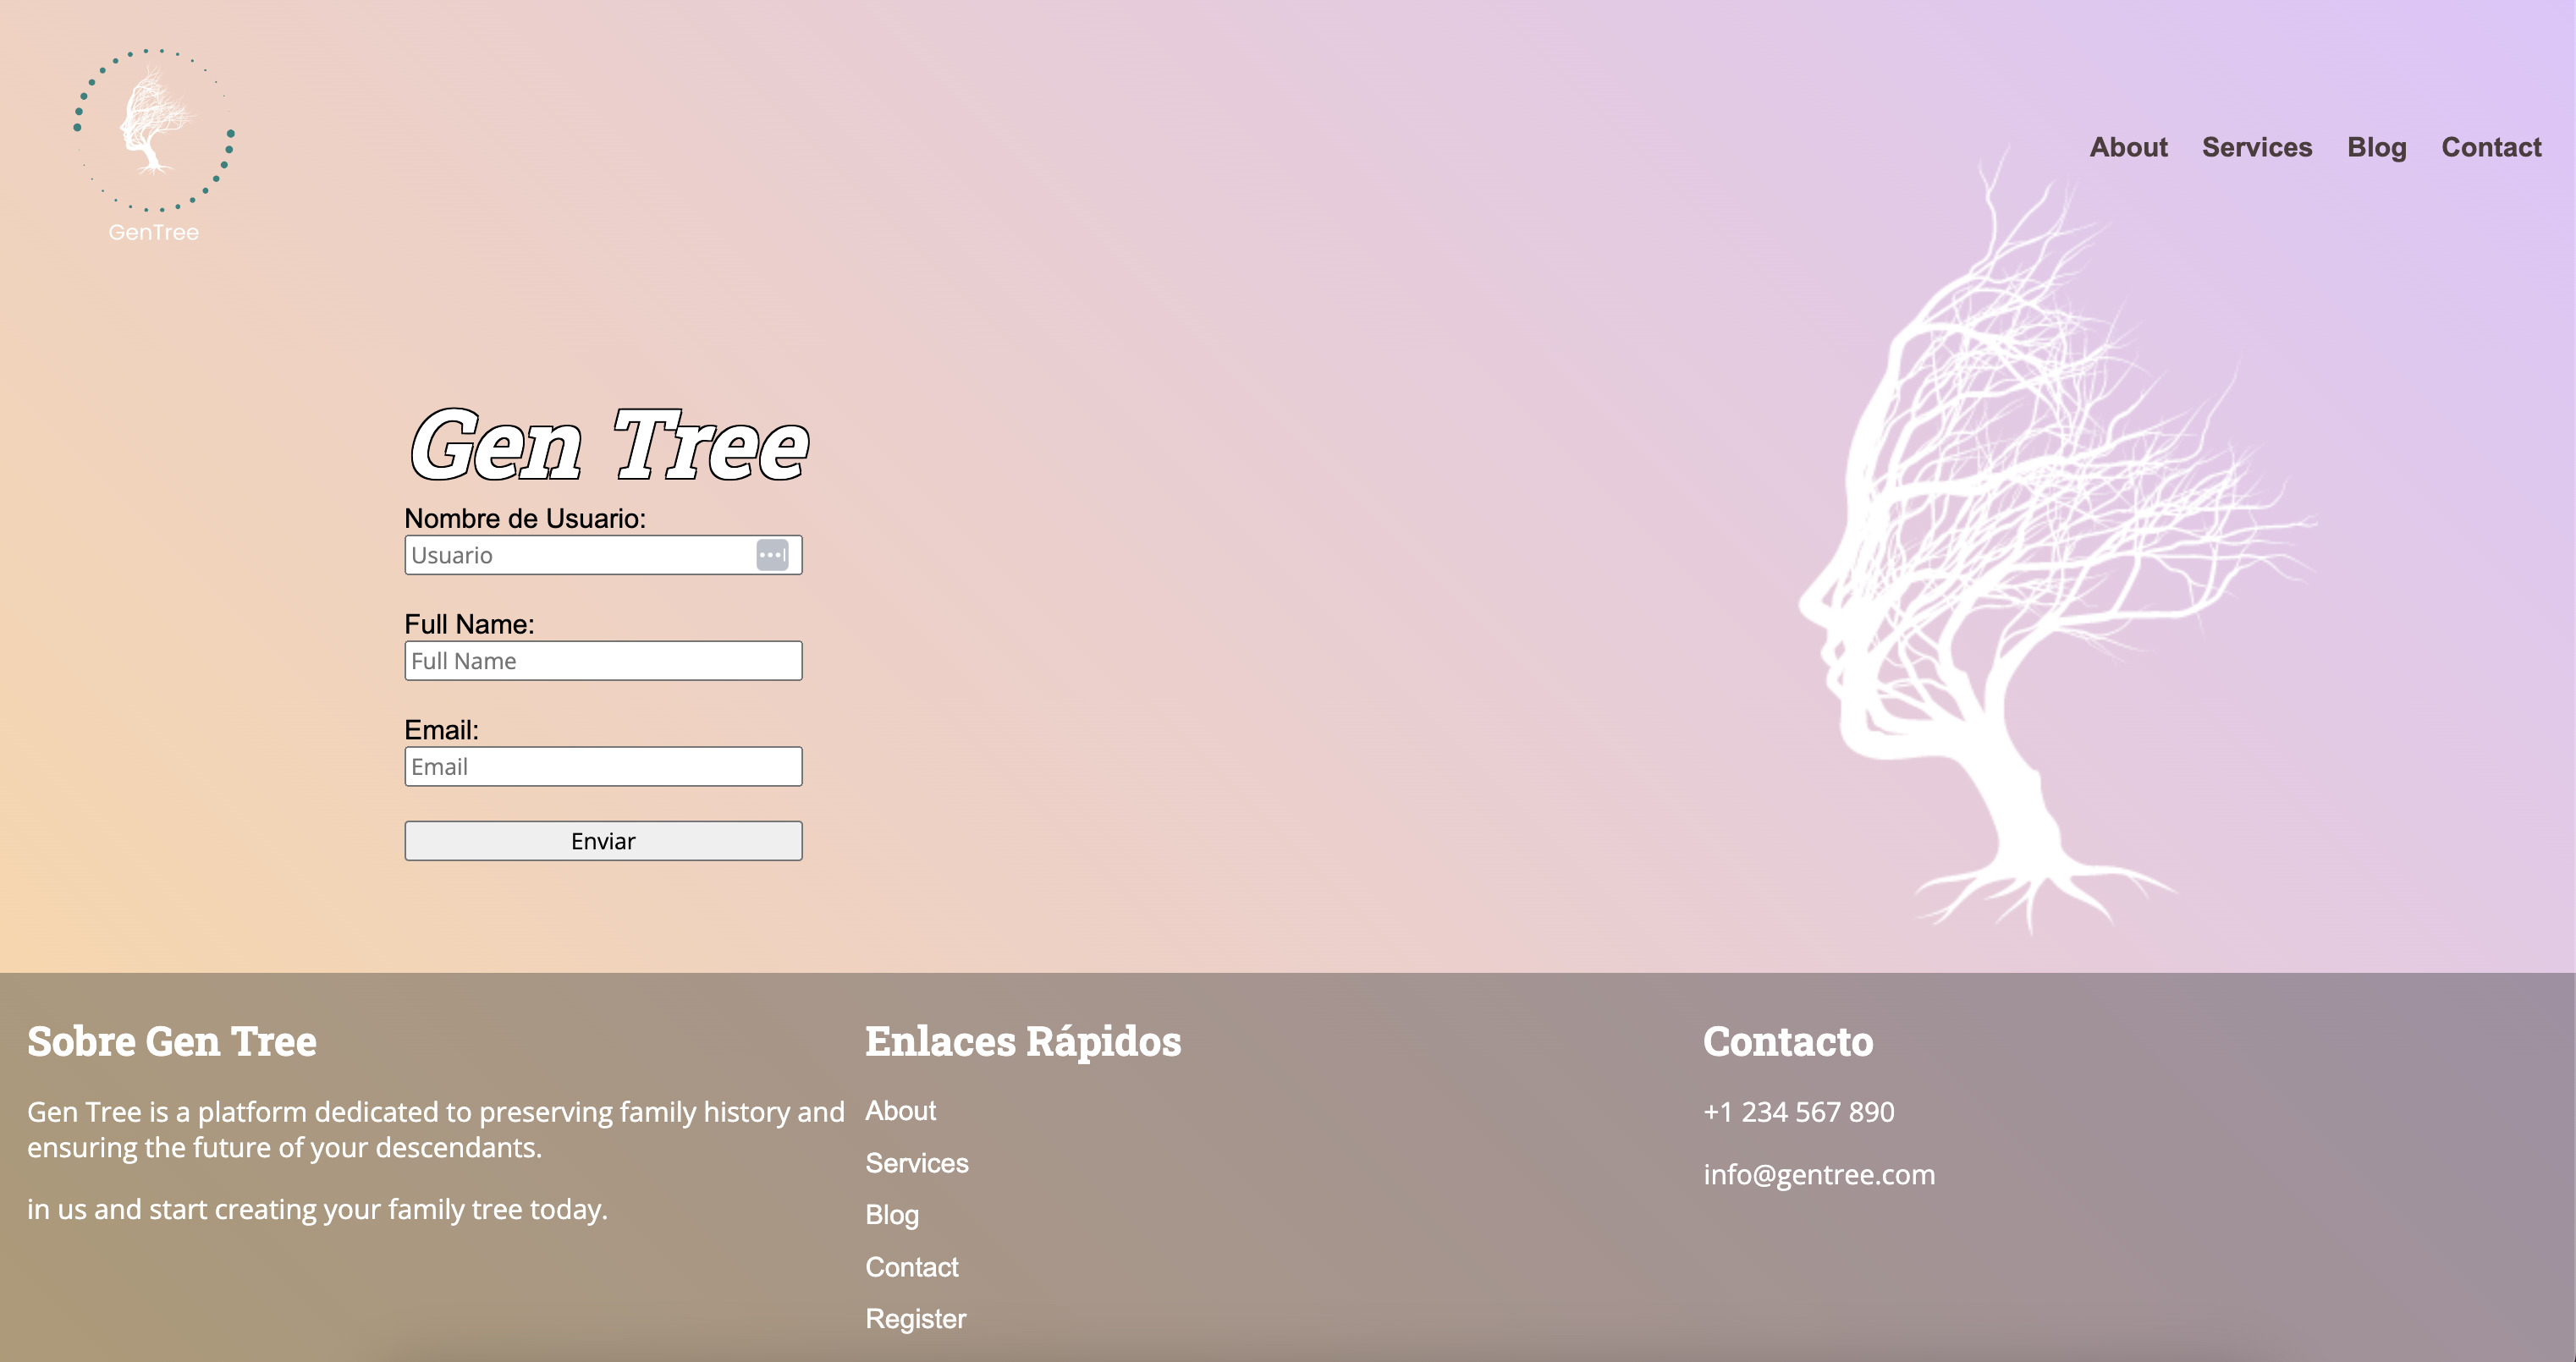 GenTree
About Services Blog Contact
Gen Tree
Nombre de Usuario:
Usuario
Full Name:
Full Name
Email:
Email
Enviar
Sobre Gen Tree
Gen Tree is a platform dedicated to preserving family history and
ensuring the future of your descendants.
in us and start creating your family tree today.
Enlaces Rápidos
About
Services
Blog
Contact
Register
Contacto
+1 234 567 890
info@gentree.com